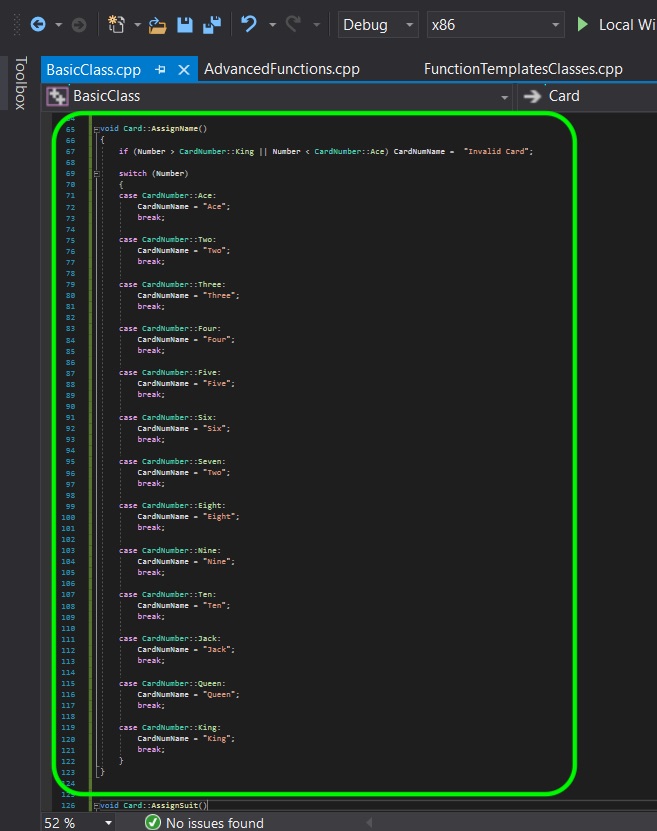 Debug x86 Local Wi
Toolbox
BasicClass.cpp AdvancedFunctions.cpp FunctionTemplatesClasses.cpp
BasicClass Card
64
65 void Card::AssignName()
66 {
67 if (Number > CardNumber::King || Number < CardNumber::Ace) CardNumName = "Invalid Card";
68
69 switch (Number)
70 {
71 case CardNumber::Ace:
72 CardNumName = "Ace";
73 break;
74
75 case CardNumber::Two:
76 CardNumName = "Two";
77 break;
78
79 case CardNumber::Three:
80 CardNumName = "Three";
81 break;
82
83 case CardNumber::Four:
84 CardNumName = "Four";
85 break;
86
87 case CardNumber::Five:
88 CardNumName = "Five";
89 break;
90
91 case CardNumber::Six:
92 CardNumName = "Six";
93 break;
94
95 case CardNumber::Seven:
96 CardNumName = "Two";
97 break;
98
99 case CardNumber::Eight:
100 CardNumName = "Eight";
101 break;
102
103 case CardNumber::Nine:
104 CardNumName = "Nine";
105 break;
106
107 case CardNumber::Ten:
108 CardNumName = "Ten";
109 break;
110
111 case CardNumber::Jack:
112 CardNumName = "Jack";
113 break;
114
115 case CardNumber::Queen:
116 CardNumName = "Queen";
117 break;
118
119 case CardNumber::King:
120 CardNumName = "King";
121 break;
122 }
123 }
124
125
126 void Card::AssignSuit()
52 % No issues found